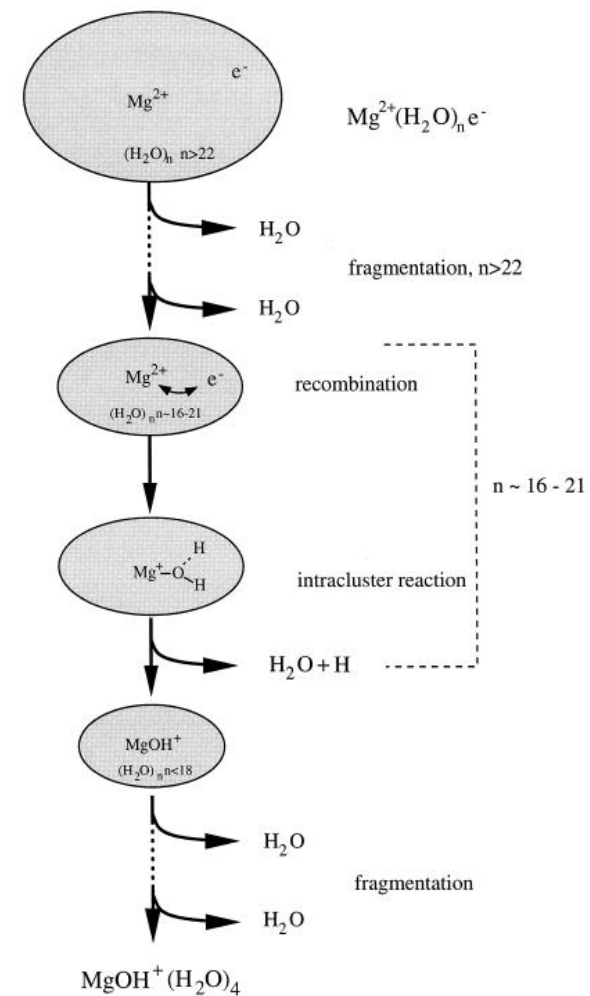 e⁻
Mg²⁺
Mg²⁺(H₂O)ₙe⁻
(H₂O)ₙ n>22
H₂O
fragmentation, n>22
H₂O
Mg²⁺ e⁻
recombination
(H₂O)ₙ n~16-21
n ~ 16 - 21
H
Mg⁺–O
H
intracluster reaction
H₂O+H
MgOH⁺
(H₂O)ₙ n<18
H₂O
fragmentation
H₂O
MgOH⁺(H₂O)₄